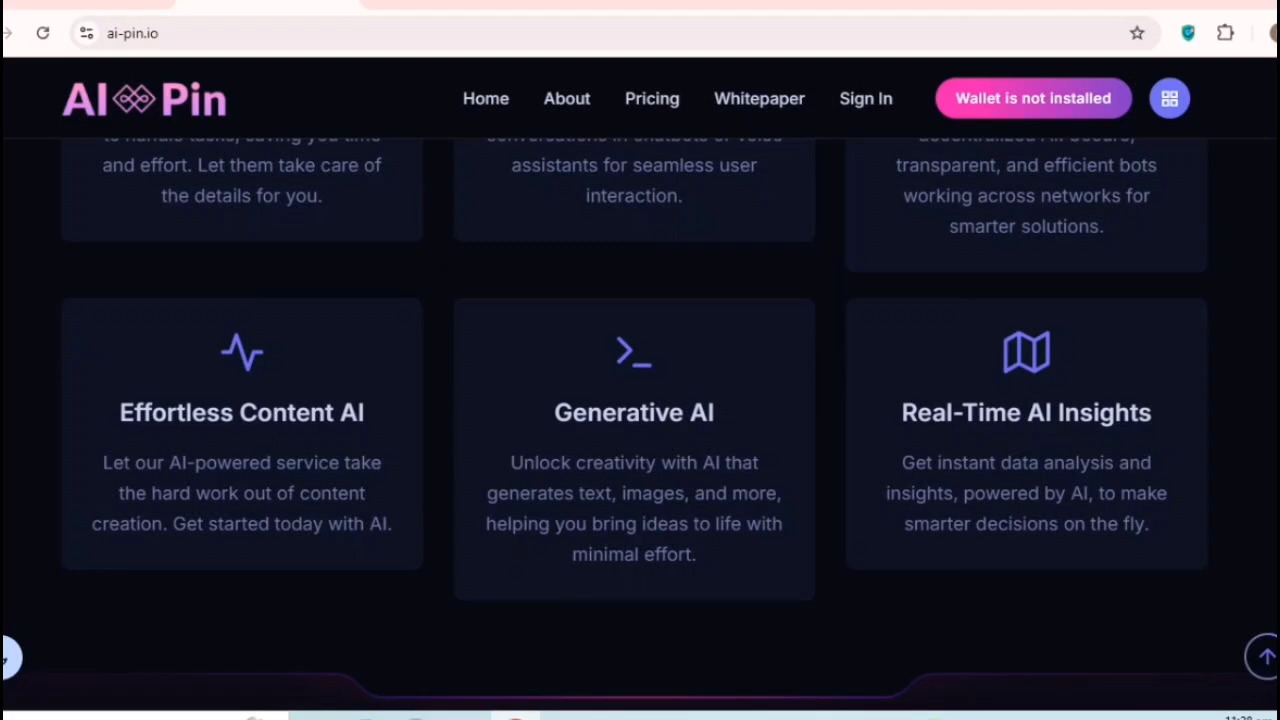 ai-pin.io
AI Pin
Home About Pricing Whitepaper Sign In Wallet is not installed
and effort. Let them take care of
the details for you.
assistants for seamless user
interaction.
transparent, and efficient bots
working across networks for
smarter solutions.
Effortless Content AI
Let our AI-powered service take
the hard work out of content
creation. Get started today with AI.
Generative AI
Unlock creativity with AI that
generates text, images, and more,
helping you bring ideas to life with
minimal effort.
Real-Time AI Insights
Get instant data analysis and
insights, powered by AI, to make
smarter decisions on the fly.